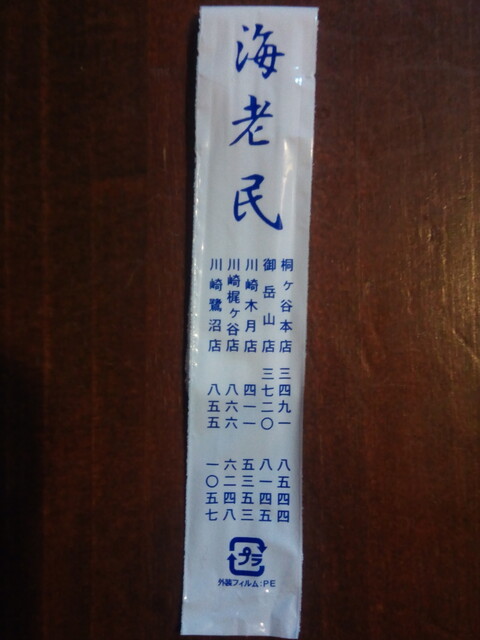 海老民
桐ヶ谷本店 三四九一 八五四四
御岳山店 三七二〇 八一四五
川崎木月店 四一一 五三五三
川崎梶ヶ谷店 八六六 六二四八
川崎鷺沼店 八五五 一〇五七
プラ
外装フィルム:PE